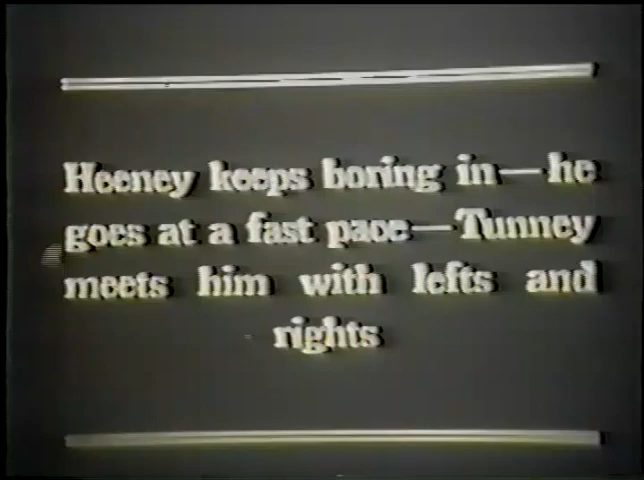 Heeney keeps boring in—he
goes at a fast pace—Tunney
meets him with lefts and
rights